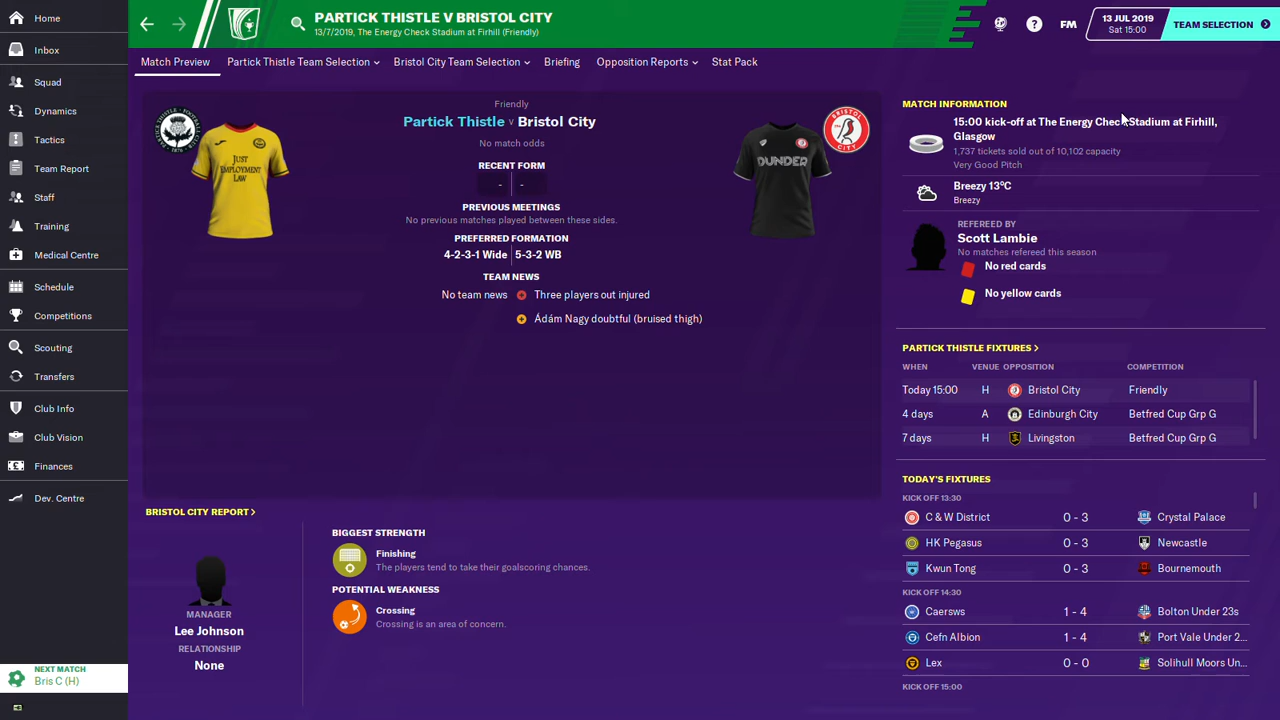 Home
Inbox
Squad
Dynamics
Tactics
Team Report
Staff
Training
Medical Centre
Schedule
Competitions
Scouting
Transfers
Club Info
Club Vision
Finances
Dev. Centre
NEXT MATCH
Bris C (H)
PARTICK THISTLE V BRISTOL CITY
13/7/2019, The Energy Check Stadium at Firhill (Friendly)
?
FM
13 JUL 2019
Sat 15:00
TEAM SELECTION
Match Preview
Partick Thistle Team Selection
Bristol City Team Selection
Briefing
Opposition Reports
Stat Pack
Friendly
Partick Thistle v Bristol City
No match odds
RECENT FORM
- -
PREVIOUS MEETINGS
No previous matches played between these sides.
PREFERRED FORMATION
4-2-3-1 Wide 5-3-2 WB
TEAM NEWS
No team news Three players out injured
Ádám Nagy doubtful (bruised thigh)
JUST
EMPLOYMENT
LAW
DUNDER
BRISTOL
CITY
BRISTOL CITY REPORT >
MANAGER
Lee Johnson
RELATIONSHIP
None
BIGGEST STRENGTH
Finishing
The players tend to take their goalscoring chances.
POTENTIAL WEAKNESS
Crossing
Crossing is an area of concern.
MATCH INFORMATION
15:00 kick-off at The Energy Check Stadium at Firhill,
Glasgow
1,737 tickets sold out of 10,102 capacity
Very Good Pitch
Breezy 13°C
Breezy
REFEREED BY
Scott Lambie
No matches refereed this season
No red cards
No yellow cards
PARTICK THISTLE FIXTURES >
WHEN VENUE OPPOSITION COMPETITION
Today 15:00 H Bristol City Friendly
4 days A Edinburgh City Betfred Cup Grp G
7 days H Livingston Betfred Cup Grp G
TODAY'S FIXTURES
KICK OFF 13:30
C & W District 0 - 3 Crystal Palace
HK Pegasus 0 - 3 Newcastle
Kwun Tong 0 - 3 Bournemouth
KICK OFF 14:30
Caersws 1 - 4 Bolton Under 23s
Cefn Albion 1 - 4 Port Vale Under 2...
Lex 0 - 0 Solihull Moors Un...
KICK OFF 15:00